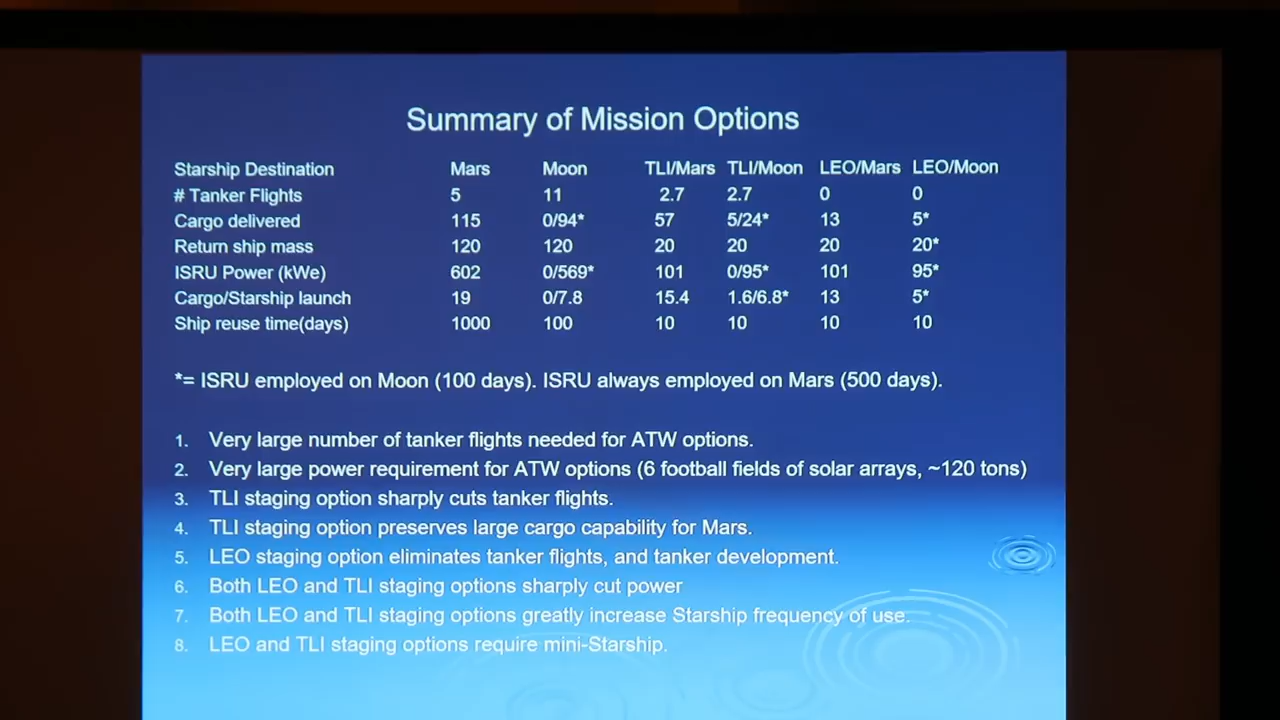 Summary of Mission Options
Starship Destination Mars Moon TLI/Mars TLI/Moon LEO/Mars LEO/Moon
# Tanker Flights 5 11 2.7 2.7 0 0
Cargo delivered 115 0/94* 57 5/24* 13 5*
Return ship mass 120 120 20 20 20 20*
ISRU Power (kWe) 602 0/569* 101 0/95* 101 95*
Cargo/Starship launch 19 0/7.8 15.4 1.6/6.8* 13 5*
Ship reuse time(days) 1000 100 10 10 10 10
*= ISRU employed on Moon (100 days). ISRU always employed on Mars (500 days).
1. Very large number of tanker flights needed for ATW options.
2. Very large power requirement for ATW options (6 football fields of solar arrays, ~120 tons)
3. TLI staging option sharply cuts tanker flights.
4. TLI staging option preserves large cargo capability for Mars.
5. LEO staging option eliminates tanker flights, and tanker development.
6. Both LEO and TLI staging options sharply cut power
7. Both LEO and TLI staging options greatly increase Starship frequency of use.
8. LEO and TLI staging options require mini-Starship.